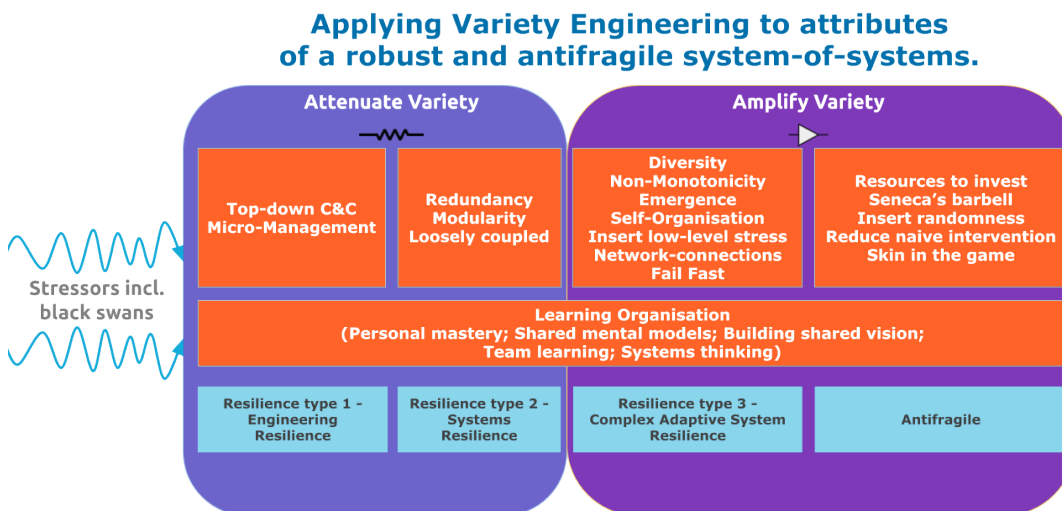 Applying Variety Engineering to attributes
of a robust and antifragile system-of-systems.
Attenuate Variety
Amplify Variety
Top-down C&C
Micro-Management
Redundancy
Modularity
Loosely coupled
Diversity
Non-Monotonicity
Emergence
Self-Organisation
Insert low-level stress
Network-connections
Fail Fast
Resources to invest
Seneca's barbell
Insert randomness
Reduce naive intervention
Skin in the game
Stressors incl.
black swans
Learning Organisation
(Personal mastery; Shared mental models; Building shared vision;
Team learning; Systems thinking)
Resilience type 1 -
Engineering
Resilience
Resilience type 2 -
Systems
Resilience
Resilience type 3 -
Complex Adaptive System
Resilience
Antifragile